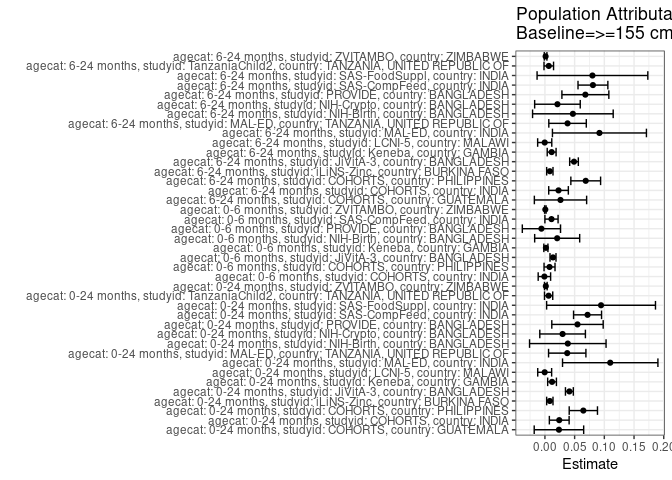 Population Attributa
Baseline=>=155 cm
agecat: 6-24 months, studyid: ZVITAMBO, country: ZIMBABWE
agecat: 6-24 months, studyid: TanzaniaChild2, country: TANZANIA, UNITED REPUBLIC OF
agecat: 6-24 months, studyid: SAS-FoodSuppl, country: INDIA
agecat: 6-24 months, studyid: SAS-CompFeed, country: INDIA
agecat: 6-24 months, studyid: PROVIDE, country: BANGLADESH
agecat: 6-24 months, studyid: NIH-Crypto, country: BANGLADESH
agecat: 6-24 months, studyid: NIH-Birth, country: BANGLADESH
agecat: 6-24 months, studyid: MAL-ED, country: TANZANIA, UNITED REPUBLIC OF
agecat: 6-24 months, studyid: MAL-ED, country: INDIA
agecat: 6-24 months, studyid: LCNI-5, country: MALAWI
agecat: 6-24 months, studyid: Keneba, country: GAMBIA
agecat: 6-24 months, studyid: JiVitA-3, country: BANGLADESH
agecat: 6-24 months, studyid: iLiNS-Zinc, country: BURKINA FASO
agecat: 6-24 months, studyid: COHORTS, country: PHILIPPINES
agecat: 6-24 months, studyid: COHORTS, country: INDIA
agecat: 6-24 months, studyid: COHORTS, country: GUATEMALA
agecat: 0-6 months, studyid: ZVITAMBO, country: ZIMBABWE
agecat: 0-6 months, studyid: SAS-CompFeed, country: INDIA
agecat: 0-6 months, studyid: PROVIDE, country: BANGLADESH
agecat: 0-6 months, studyid: NIH-Birth, country: BANGLADESH
agecat: 0-6 months, studyid: Keneba, country: GAMBIA
agecat: 0-6 months, studyid: JiVitA-3, country: BANGLADESH
agecat: 0-6 months, studyid: COHORTS, country: PHILIPPINES
agecat: 0-6 months, studyid: COHORTS, country: INDIA
agecat: 0-24 months, studyid: ZVITAMBO, country: ZIMBABWE
agecat: 0-24 months, studyid: TanzaniaChild2, country: TANZANIA, UNITED REPUBLIC OF
agecat: 0-24 months, studyid: SAS-FoodSuppl, country: INDIA
agecat: 0-24 months, studyid: SAS-CompFeed, country: INDIA
agecat: 0-24 months, studyid: PROVIDE, country: BANGLADESH
agecat: 0-24 months, studyid: NIH-Crypto, country: BANGLADESH
agecat: 0-24 months, studyid: NIH-Birth, country: BANGLADESH
agecat: 0-24 months, studyid: MAL-ED, country: TANZANIA, UNITED REPUBLIC OF
agecat: 0-24 months, studyid: MAL-ED, country: INDIA
agecat: 0-24 months, studyid: LCNI-5, country: MALAWI
agecat: 0-24 months, studyid: Keneba, country: GAMBIA
agecat: 0-24 months, studyid: JiVitA-3, country: BANGLADESH
agecat: 0-24 months, studyid: iLiNS-Zinc, country: BURKINA FASO
agecat: 0-24 months, studyid: COHORTS, country: PHILIPPINES
agecat: 0-24 months, studyid: COHORTS, country: INDIA
agecat: 0-24 months, studyid: COHORTS, country: GUATEMALA
0.00 0.05 0.10 0.15 0.20
Estimate